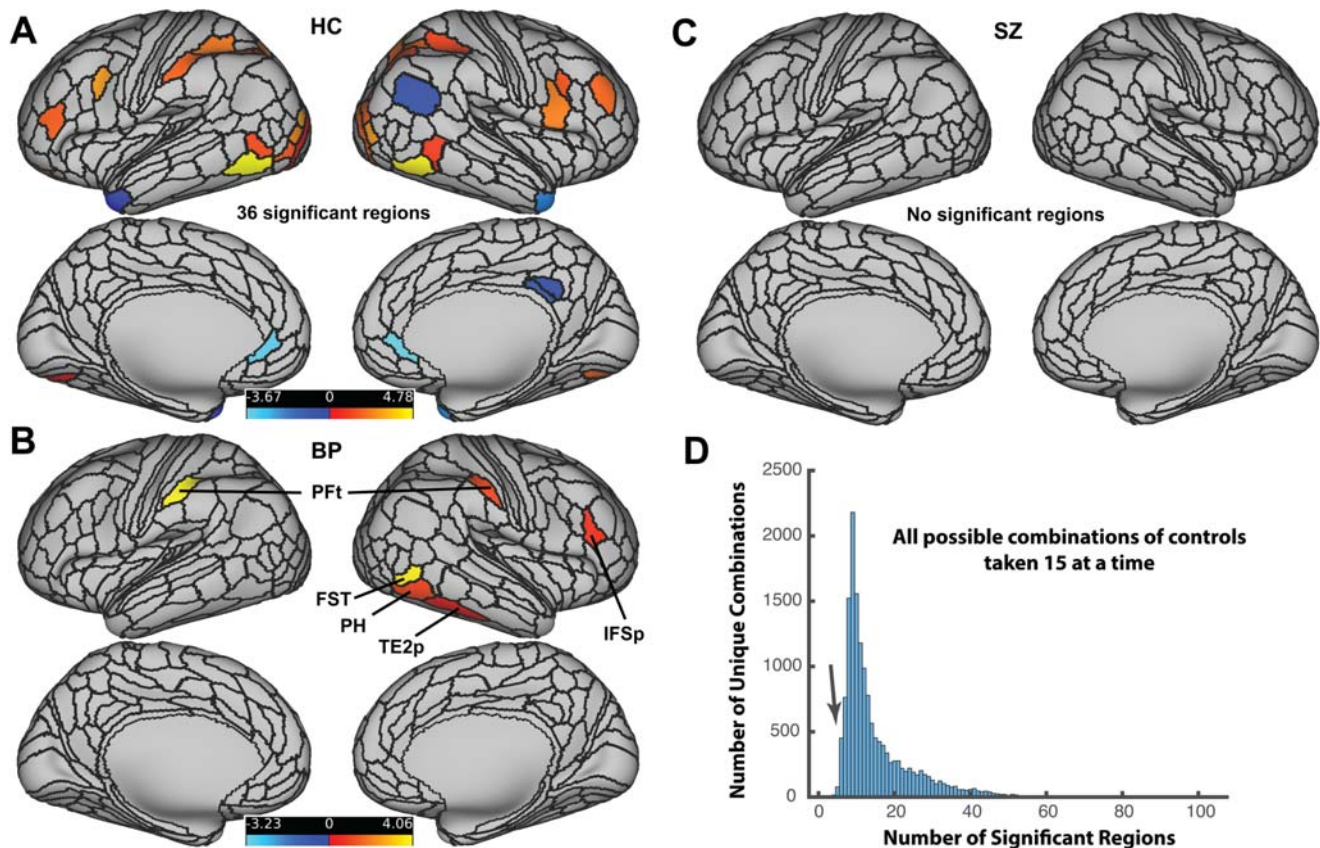 A
HC
36 significant regions
-3.67 0 4.78
B
BP
PFt
FST
PH
TE2p
IFSp
-3.23 0 4.06
C
SZ
No significant regions
D
All possible combinations of controls
taken 15 at a time
Number of Unique Combinations
2500
2000
1500
1000
500
0
0 20 40 60 80 100
Number of Significant Regions